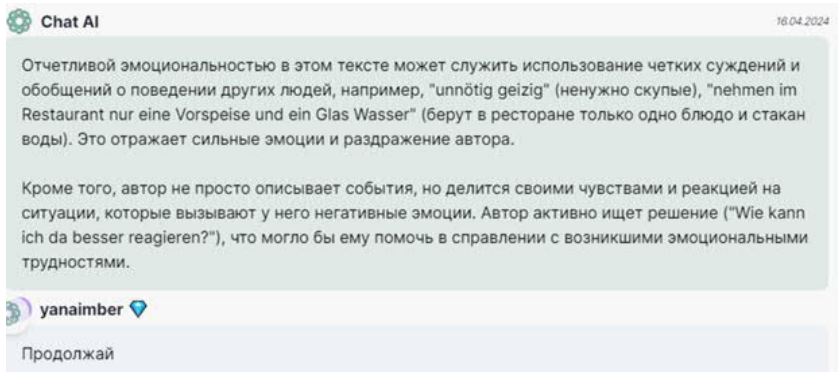 Chat AI
16.04.2024
Отчетливой эмоциональностью в этом тексте может служить использование четких суждений и
обобщений о поведении других людей, например, "unnötig geizig" (ненужно скупые), "nehmen im
Restaurant nur eine Vorspeise und ein Glas Wasser" (берут в ресторане только одно блюдо и стакан
воды). Это отражает сильные эмоции и раздражение автора.
Кроме того, автор не просто описывает события, но делится своими чувствами и реакцией на
ситуации, которые вызывают у него негативные эмоции. Автор активно ищет решение ("Wie kann
ich da besser reagieren?"), что могло бы ему помочь в справлении с возникшими эмоциональными
трудностями.
yanaimber 💎
Продолжай